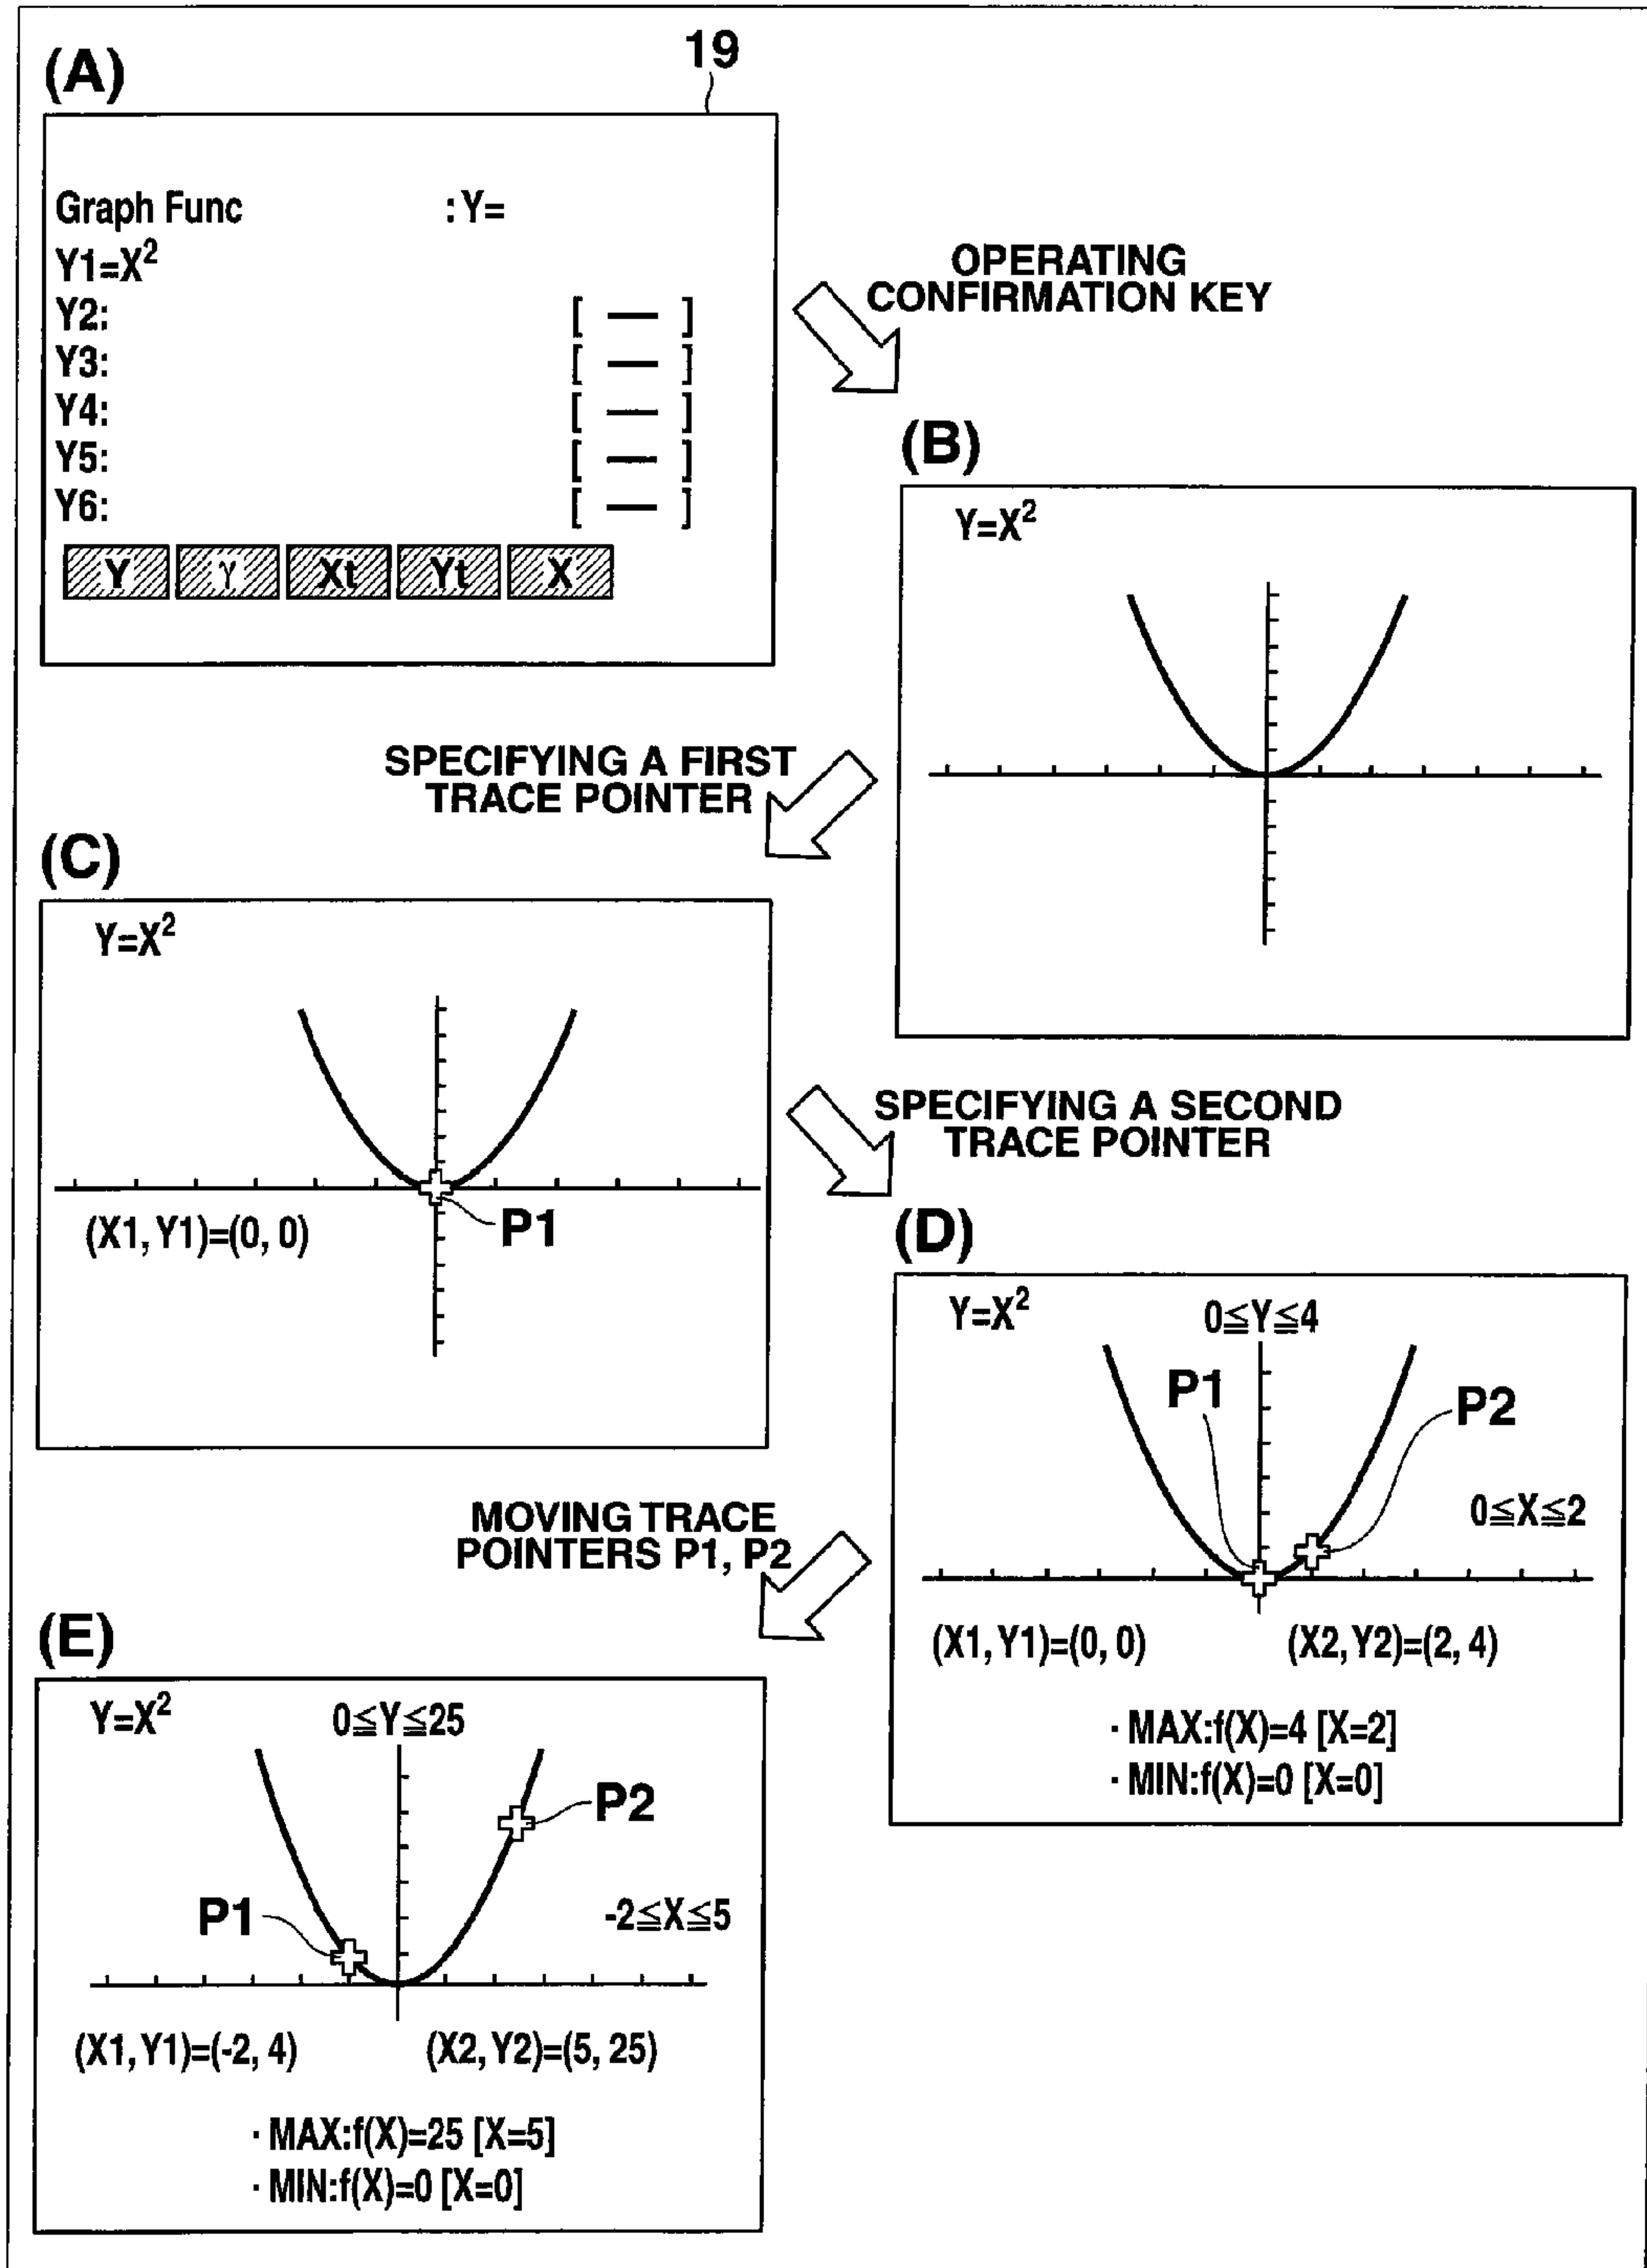 19
(A)
Graph Func :Y=
Y1=X²
Y2: [ — ]
Y3: [ — ]
Y4: [ — ]
Y5: [ — ]
Y6: [ — ]
Y γ Xt Yt X
OPERATING
CONFIRMATION KEY
(B)
Y=X²
SPECIFYING A FIRST
TRACE POINTER
(C)
Y=X²
P1
(X1,Y1)=(0, 0)
SPECIFYING A SECOND
TRACE POINTER
(D)
Y=X²
0≦Y≦4
P1
P2
0≦X≦2
(X1,Y1)=(0, 0) (X2,Y2)=(2, 4)
· MAX:f(X)=4 [X=2]
· MIN:f(X)=0 [X=0]
MOVING TRACE
POINTERS P1, P2
(E)
Y=X²
0≦Y≦25
P2
P1
-2≦X≦5
(X1,Y1)=(-2, 4) (X2,Y2)=(5, 25)
· MAX:f(X)=25 [X=5]
· MIN:f(X)=0 [X=0]